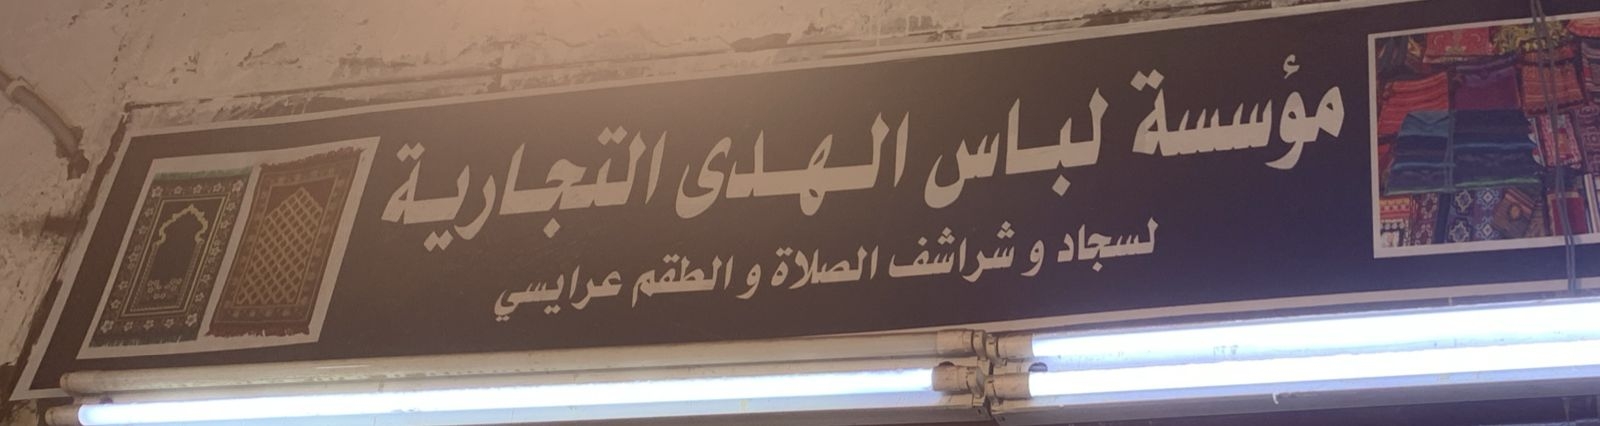 مؤسسة لباس الهدى التجارية
لسجاد و شراشف الصلاة و الطقم عرايسي